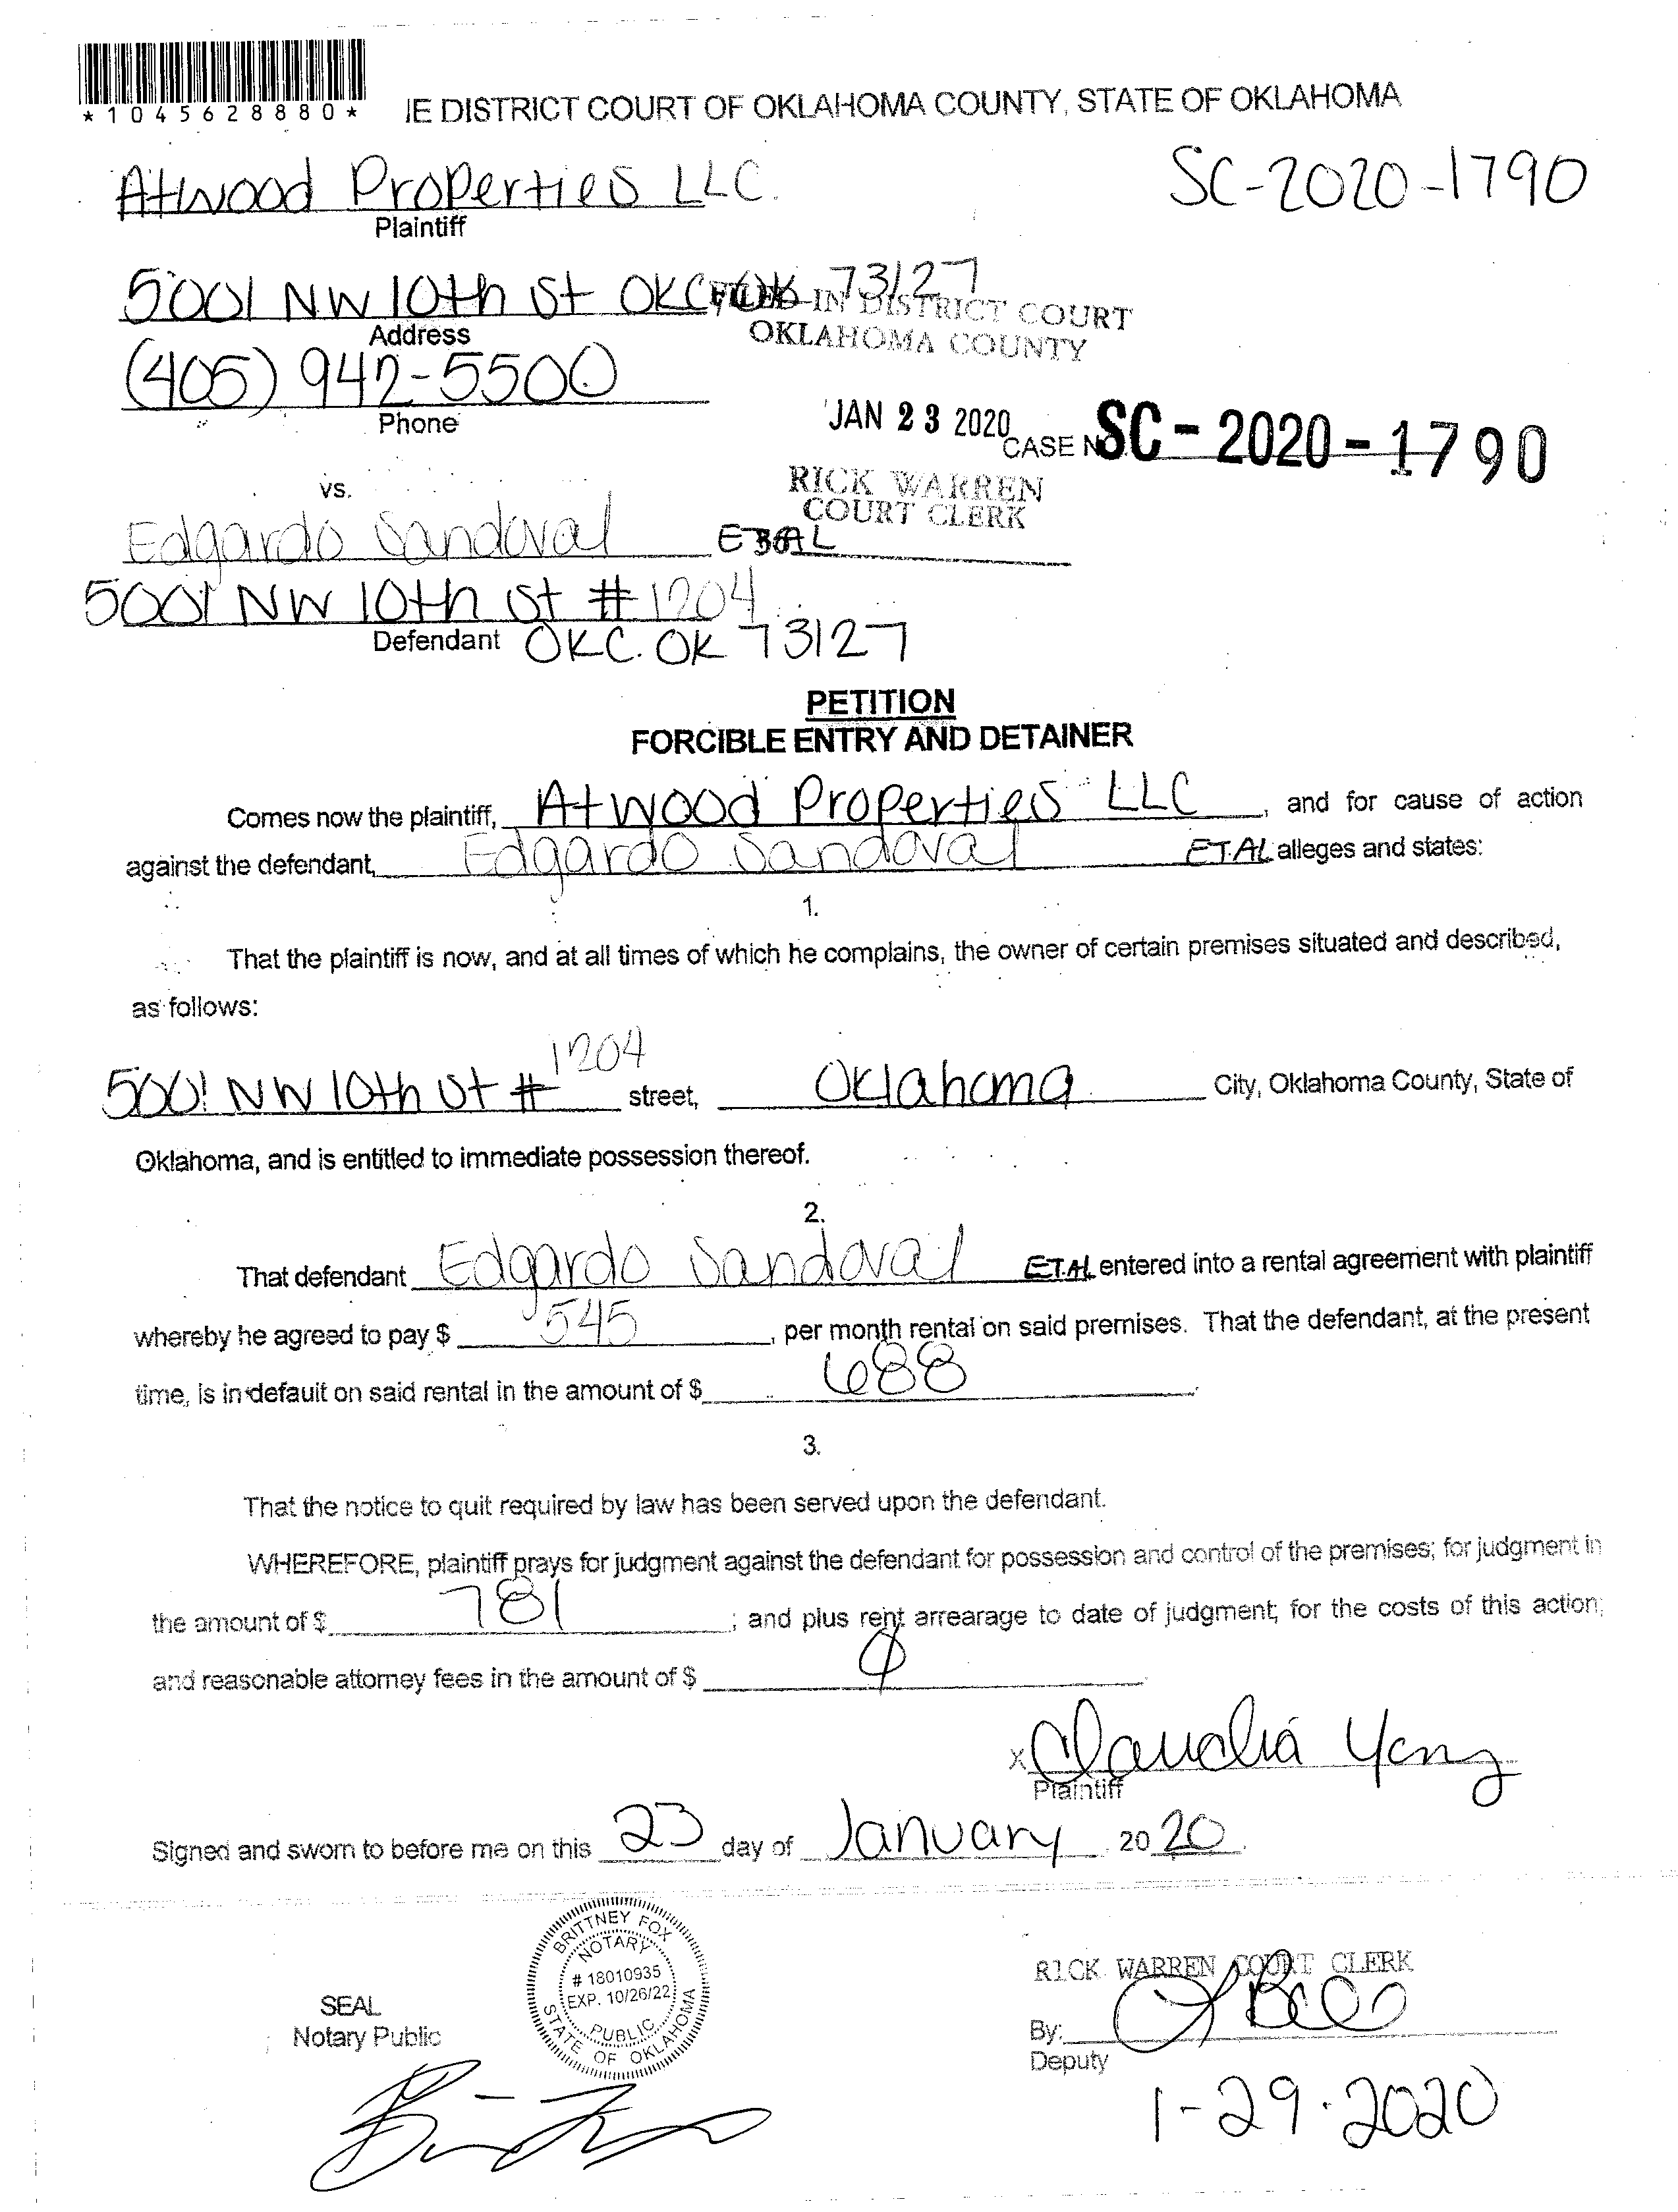 *1045628880*
IE DISTRICT COURT OF OKLAHOMA COUNTY, STATE OF OKLAHOMA
Atwood Properties LLC.
SC-2020-1790
Plaintiff
5001 NW 10th St OKC, OK 73127
FILED IN DISTRICT COURT
OKLAHOMA COUNTY
Address
(405) 942-5500
Phone
JAN 23 2020
CASE N SC-2020-1790
RICK WARREN
COURT CLERK
vs.
Edgardo Sandoval ETAL
5001 NW 10th St #1204
Defendant OKC. OK 73127
PETITION
FORCIBLE ENTRY AND DETAINER
Comes now the plaintiff, Atwood Properties LLC, and for cause of action
against the defendant, Edgardo Sandoval ET.AL alleges and states:
1.
That the plaintiff is now, and at all times of which he complains, the owner of certain premises situated and described,
as follows:
5001 NW 10th St # 1204 street, Oklahoma City, Oklahoma County, State of
Oklahoma, and is entitled to immediate possession thereof.
2.
That defendant Edgardo Sandoval ET.AL entered into a rental agreement with plaintiff
whereby he agreed to pay $ 545, per month rental on said premises. That the defendant, at the present
time, is in default on said rental in the amount of $ 688.
3.
That the notice to quit required by law has been served upon the defendant.
WHEREFORE, plaintiff prays for judgment against the defendant for possession and control of the premises; for judgment in
the amount of $ 781; and plus rent arrearage to date of judgment; for the costs of this action;
and reasonable attorney fees in the amount of $ 0.
x Claudia Yanz
Plaintiff
Signed and sworn to before me on this 23 day of January 2020.
BRITTNEY FOX
NOTARY
# 18010935
EXP. 10/26/22
PUBLIC
STATE OF OKLAHOMA
SEAL
Notary Public
RICK WARREN COURT CLERK
By:
Deputy
1-29-2020